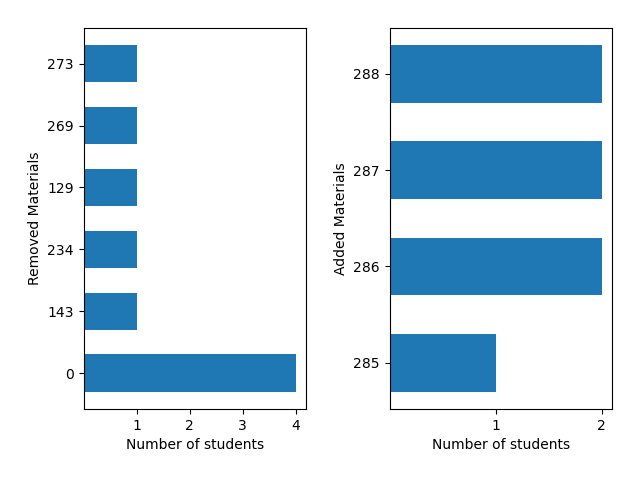 Removed Materials
273
269
129
234
143
0
1 2 3 4
Number of students
Added Materials
288
287
286
285
1 2
Number of students